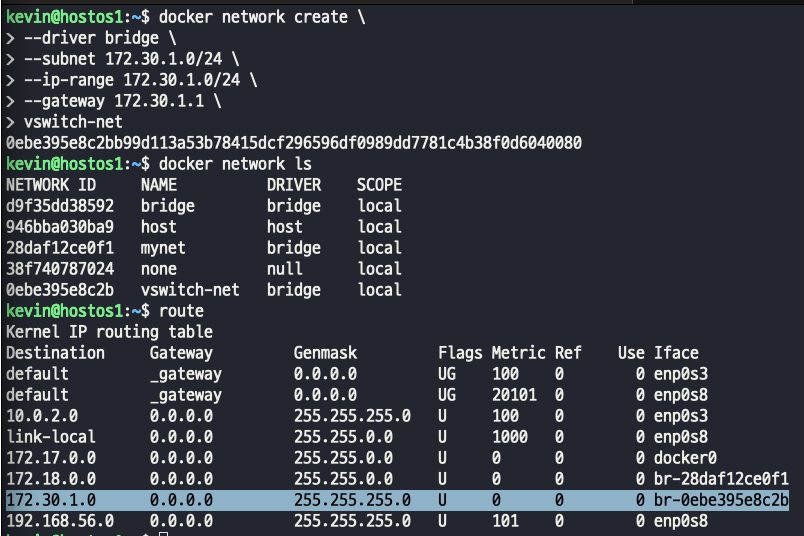 kevin@hostos1:~$ docker network create \
> --driver bridge \
> --subnet 172.30.1.0/24 \
> --ip-range 172.30.1.0/24 \
> --gateway 172.30.1.1 \
> vswitch-net
0ebe395e8c2bb99d113a53b78415dcf296596df0989dd7781c4b38f0d6040080
kevin@hostos1:~$ docker network ls
NETWORK ID     NAME          DRIVER    SCOPE
d9f35dd38592   bridge        bridge    local
946bba030ba9   host          host      local
28daf12ce0f1   mynet         bridge    local
38f740787024   none          null      local
0ebe395e8c2b   vswitch-net   bridge    local
kevin@hostos1:~$ route
Kernel IP routing table
Destination     Gateway         Genmask         Flags Metric Ref    Use Iface
default         _gateway        0.0.0.0         UG    100    0        0 enp0s3
default         _gateway        0.0.0.0         UG    20101  0        0 enp0s8
10.0.2.0        0.0.0.0         255.255.255.0   U     100    0        0 enp0s3
link-local      0.0.0.0         255.255.0.0     U     1000   0        0 enp0s8
172.17.0.0      0.0.0.0         255.255.0.0     U     0      0        0 docker0
172.18.0.0      0.0.0.0         255.255.0.0     U     0      0        0 br-28daf12ce0f1
172.30.1.0      0.0.0.0         255.255.255.0   U     0      0        0 br-0ebe395e8c2b
192.168.56.0    0.0.0.0         255.255.255.0   U     101    0        0 enp0s8